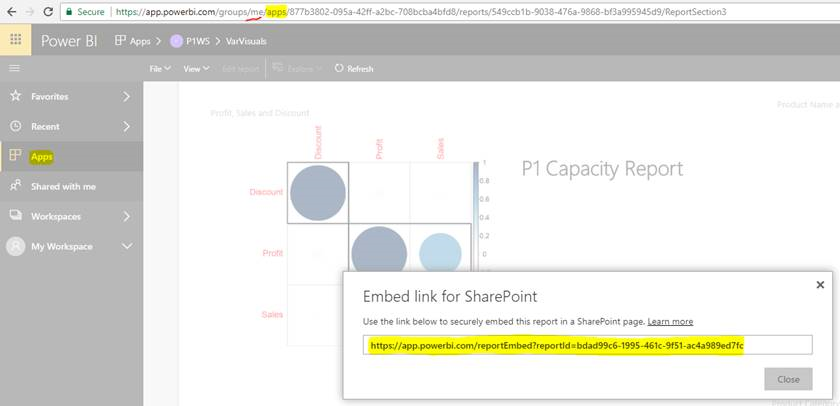 Secure https://app.powerbi.com/groups/me/apps/877b3802-095a-42ff-a2bc-708bcba4bfd8/reports/549ccb1b-9038-476a-9868-bf3a995945d9/ReportSection3
Power BI Apps P1WS VarVisuals
File View Edit report Explore Refresh
Favorites
Recent
Apps
Shared with me
Workspaces
My Workspace
Profit, Sales and Discount
Product Name a
Discount
Profit
Sales
Discount
Profit
Sales
1
0.8
0.6
0.4
0.2
0
P1 Capacity Report
Embed link for SharePoint
Use the link below to securely embed this report in a SharePoint page. Learn more
https://app.powerbi.com/reportEmbed?reportId=bdad99c6-1995-461c-9f51-ac4a989ed7fc
Close
Product Categor